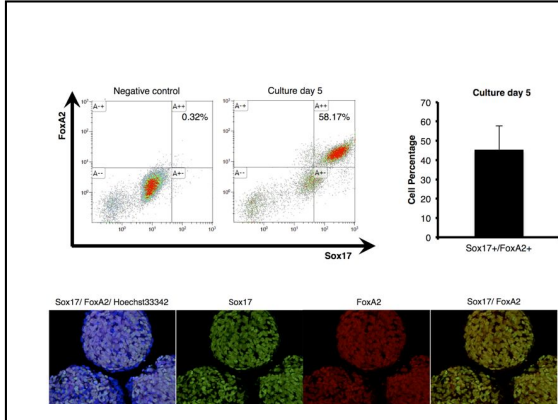 Negative control
Culture day 5
Culture day 5
FoxA2
A-+
A++
0.32%
A--
A+-
A-+
A++
58.17%
A--
A+-
Sox17
Cell Percentage
70
60
50
40
30
20
10
0
Sox17+/FoxA2+
Sox17/ FoxA2/ Hoechst33342
Sox17
FoxA2
Sox17/ FoxA2